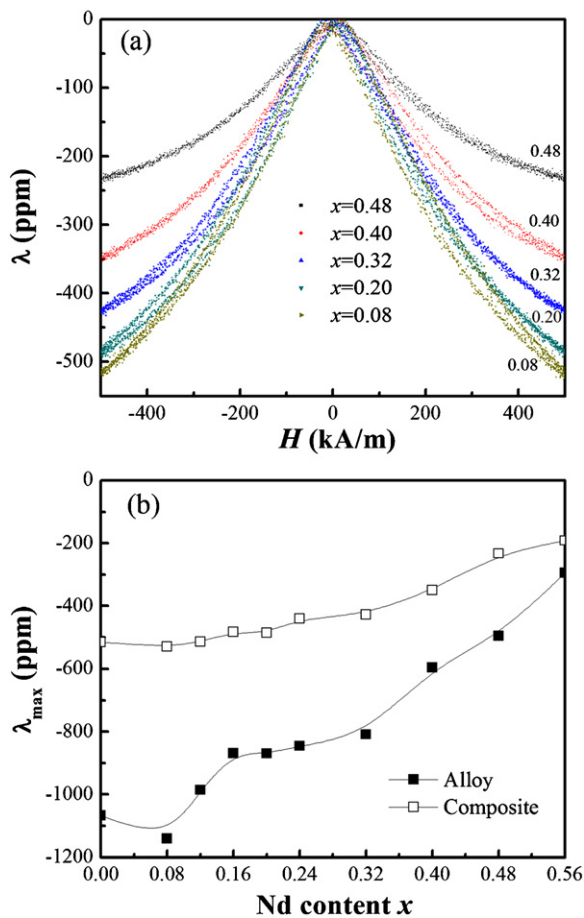 (a)
0
-100
-200
-300
-400
-500
λ (ppm)
x=0.48
x=0.40
x=0.32
x=0.20
x=0.08
0.48
0.40
0.32
0.20
0.08
-400 -200 0 200 400
H (kA/m)
(b)
0
-200
-400
-600
-800
-1000
-1200
λmax (ppm)
Alloy
Composite
0.00 0.08 0.16 0.24 0.32 0.40 0.48 0.56
Nd content x